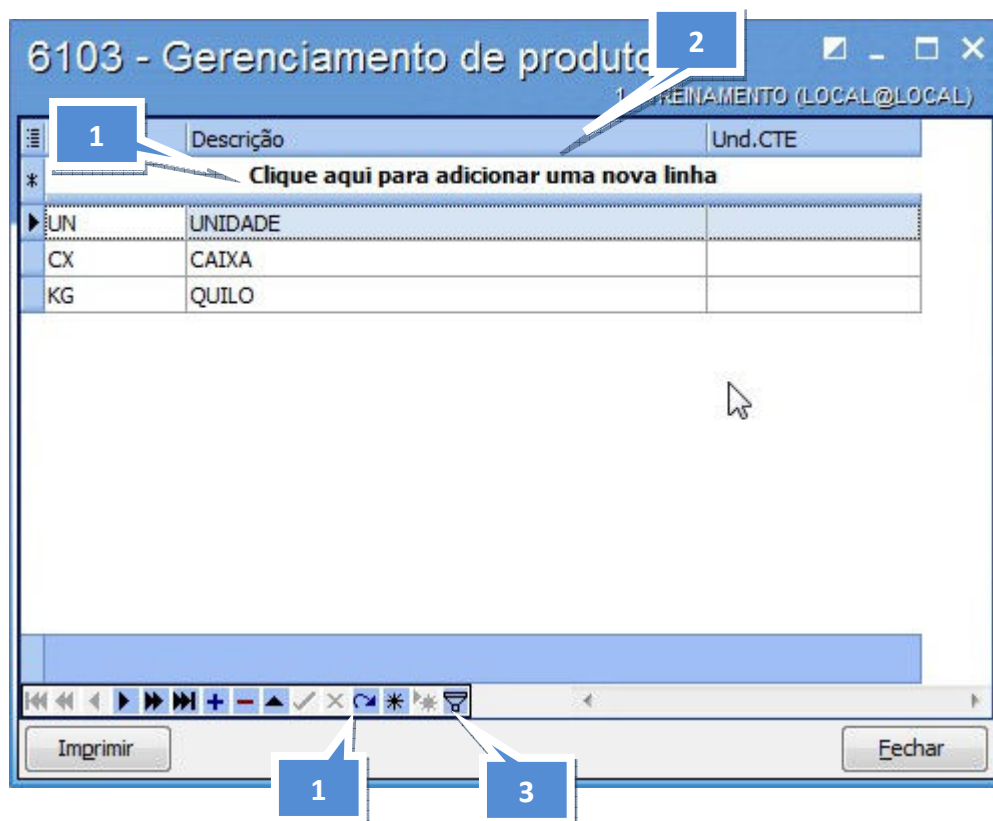 2
6103 - Gerenciamento de produto
1 - TREINAMENTO (LOCAL@LOCAL)
1
Descrição Und.CTE
Clique aqui para adicionar uma nova linha
UN UNIDADE
CX CAIXA
KG QUILO
Imprimir Fechar
1 3